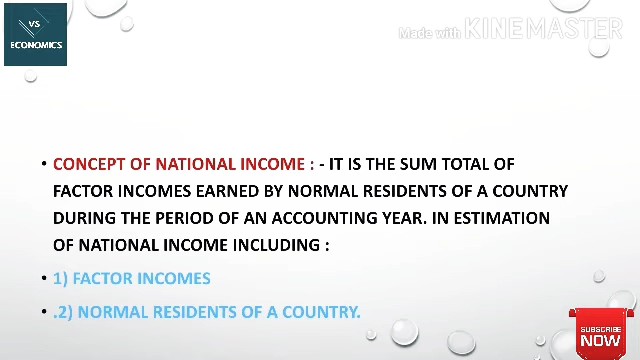 VS
ECONOMICS
Made with KINEMASTER
• CONCEPT OF NATIONAL INCOME : - IT IS THE SUM TOTAL OF
FACTOR INCOMES EARNED BY NORMAL RESIDENTS OF A COUNTRY
DURING THE PERIOD OF AN ACCOUNTING YEAR. IN ESTIMATION
OF NATIONAL INCOME INCLUDING :
• 1) FACTOR INCOMES
• .2) NORMAL RESIDENTS OF A COUNTRY.
SUBSCRIBE
NOW